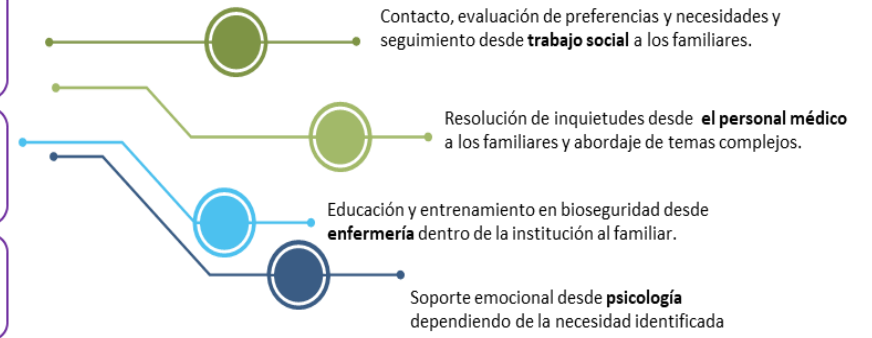 Contacto, evaluación de preferencias y necesidades y
seguimiento desde trabajo social a los familiares.
Resolución de inquietudes desde el personal médico
a los familiares y abordaje de temas complejos.
Educación y entrenamiento en bioseguridad desde
enfermería dentro de la institución al familiar.
Soporte emocional desde psicología
dependiendo de la necesidad identificada